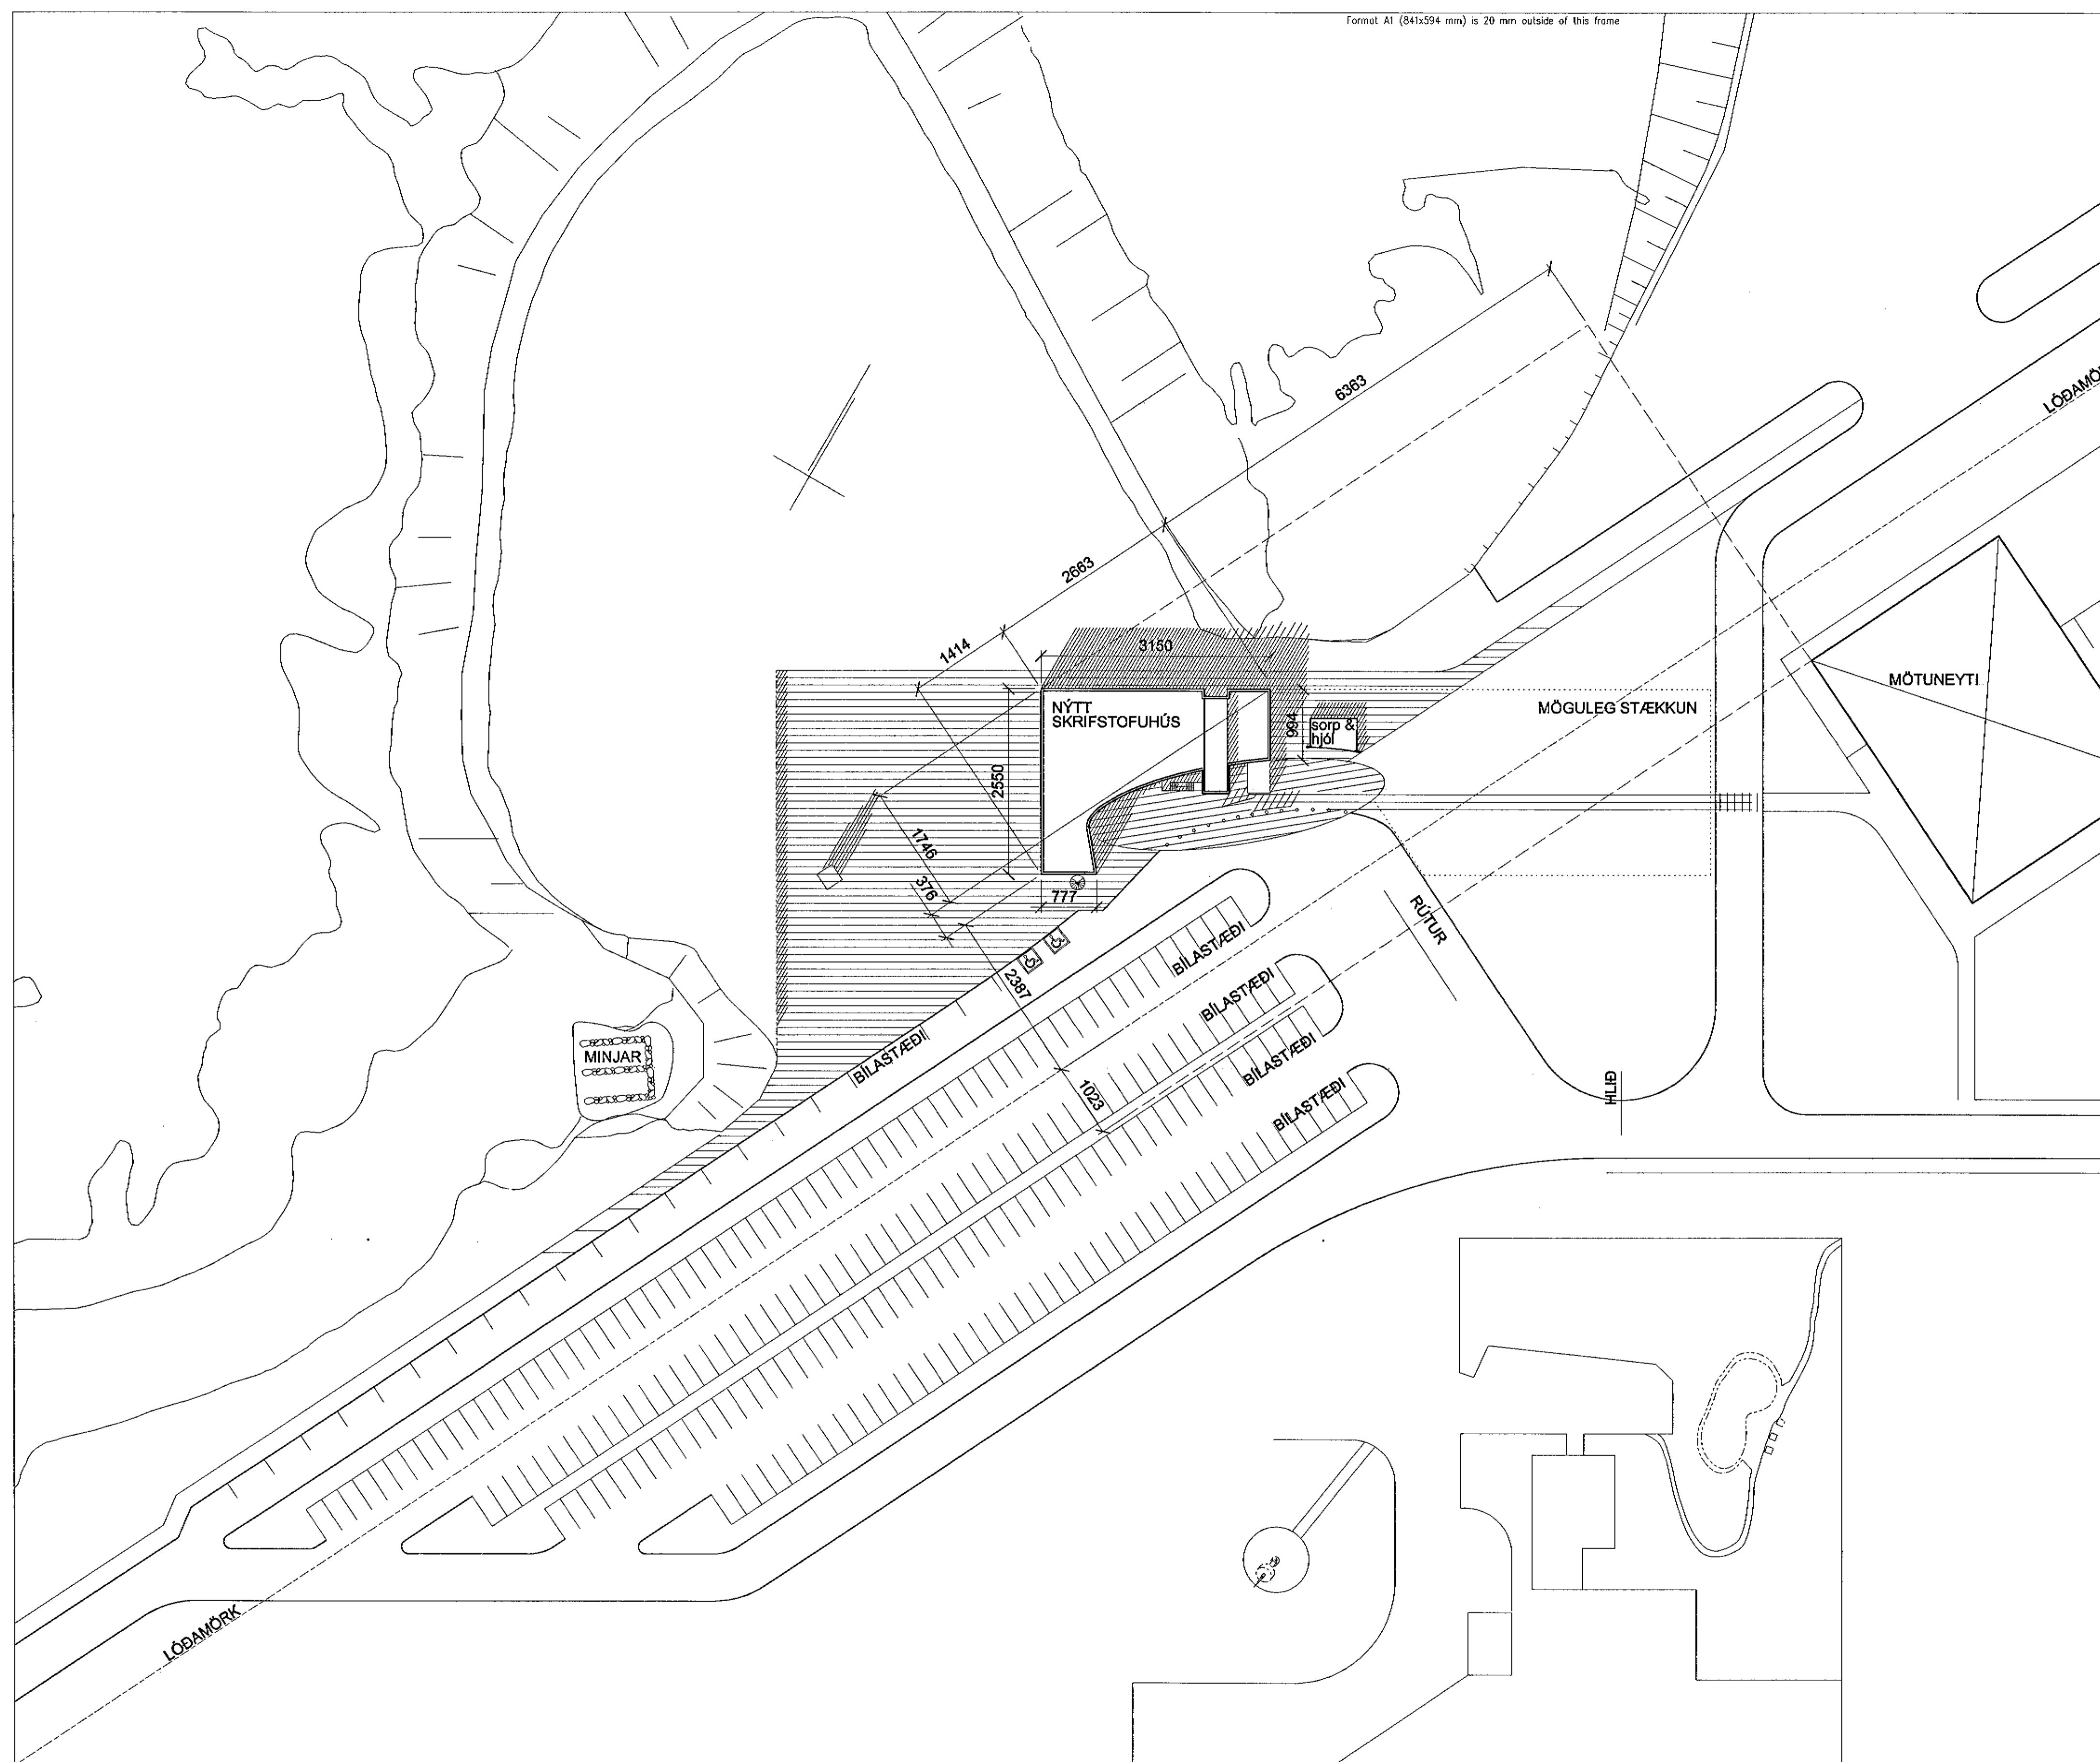 Format A1 (841x594 mm) is 20 mm outside of this frame
6363
LÓÐAMÖ
2663
1414
3150
NÝTT
SKRIFSTOFUHÚS
994
sorp &
hjól
MÖGULEG STÆKKUN
MÖTUNEYTI
2550
1746
376
777
RÚTUR
BÍLASTÆÐI
BÍLASTÆÐI
2387
BÍLASTÆÐI
BÍLASTÆÐI
MINJAR
1023
BÍLASTÆÐI
HLIÐ
LÓÐAMÖRK